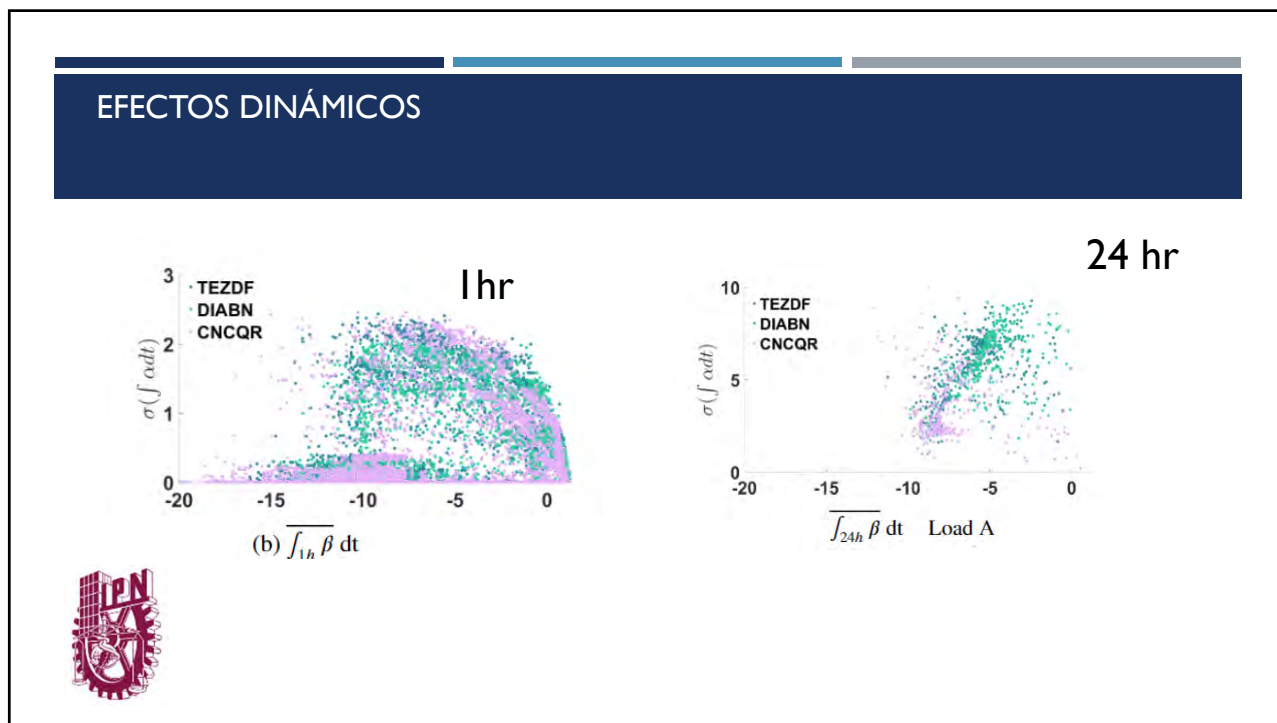 EFECTOS DINÁMICOS
1hr
3
2
1
0
TEZDF
DIABN
CNCQR
σ(∫ αdt)
-20 -15 -10 -5 0
(b) ∫1h β dt
24 hr
10
5
0
TEZDF
DIABN
CNCQR
σ(∫ αdt)
-20 -15 -10 -5 0
∫24h β dt Load A
IPN